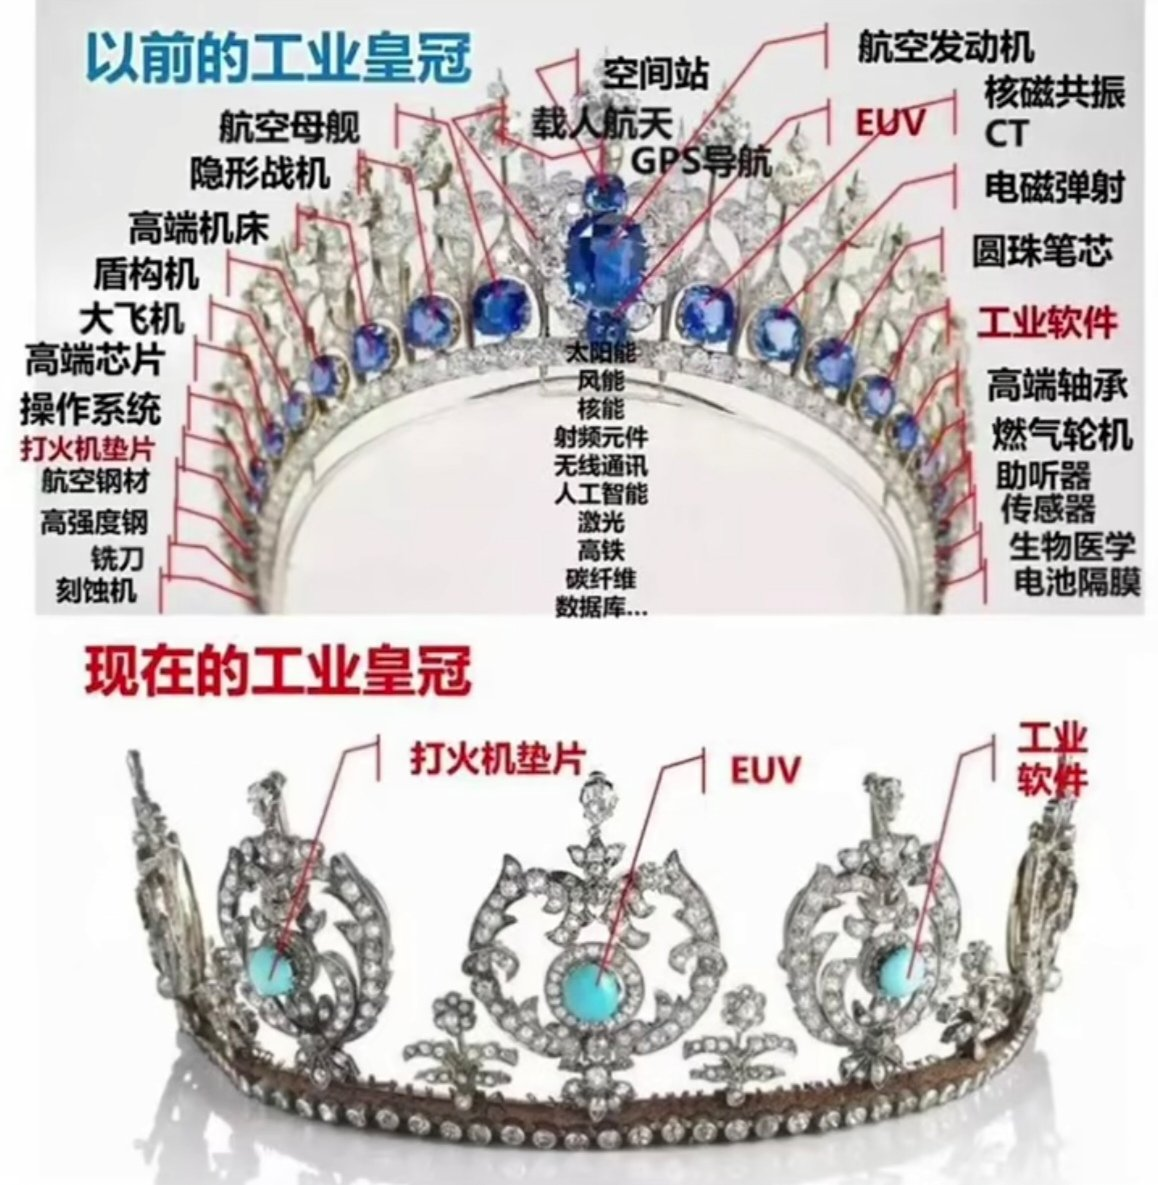 以前的工业皇冠
航空发动机
空间站
核磁共振
CT
航空母舰
载人航天
EUV
GPS导航
隐形战机
电磁弹射
高端机床
圆珠笔芯
盾构机
大飞机
工业软件
高端芯片
太阳能
风能
高端轴承
操作系统
核能
打火机垫片
射频元件
燃气轮机
航空钢材
无线通讯
助听器
人工智能
传感器
高强度钢
激光
铣刀
高铁
生物医学
刻蚀机
碳纤维
电池隔膜
数据库...
现在的工业皇冠
打火机垫片
EUV
工业
软件